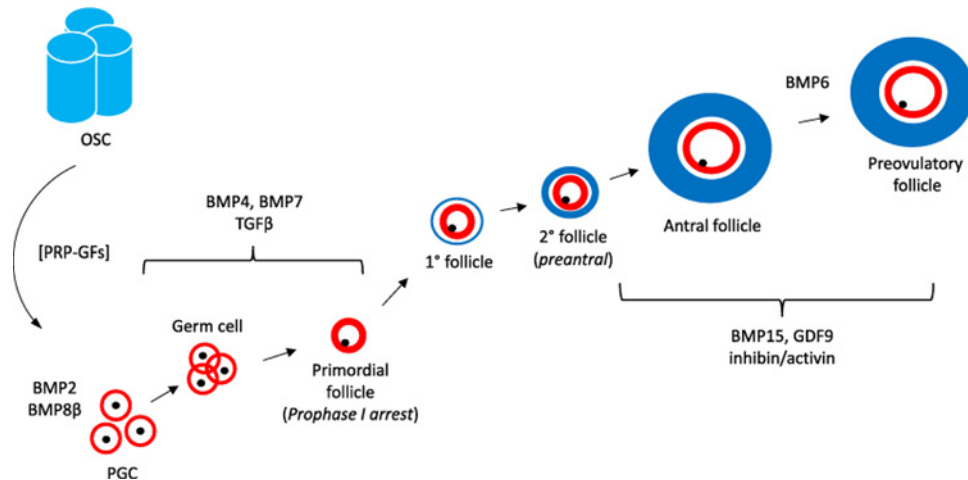 OSC
[PRP-GFs]
BMP2
BMP8β
PGC
Germ cell
BMP4, BMP7
TGFβ
Primordial
follicle
(Prophase I arrest)
1° follicle
2° follicle
(preantral)
Antral follicle
BMP6
Preovulatory
follicle
BMP15, GDF9
inhibin/activin